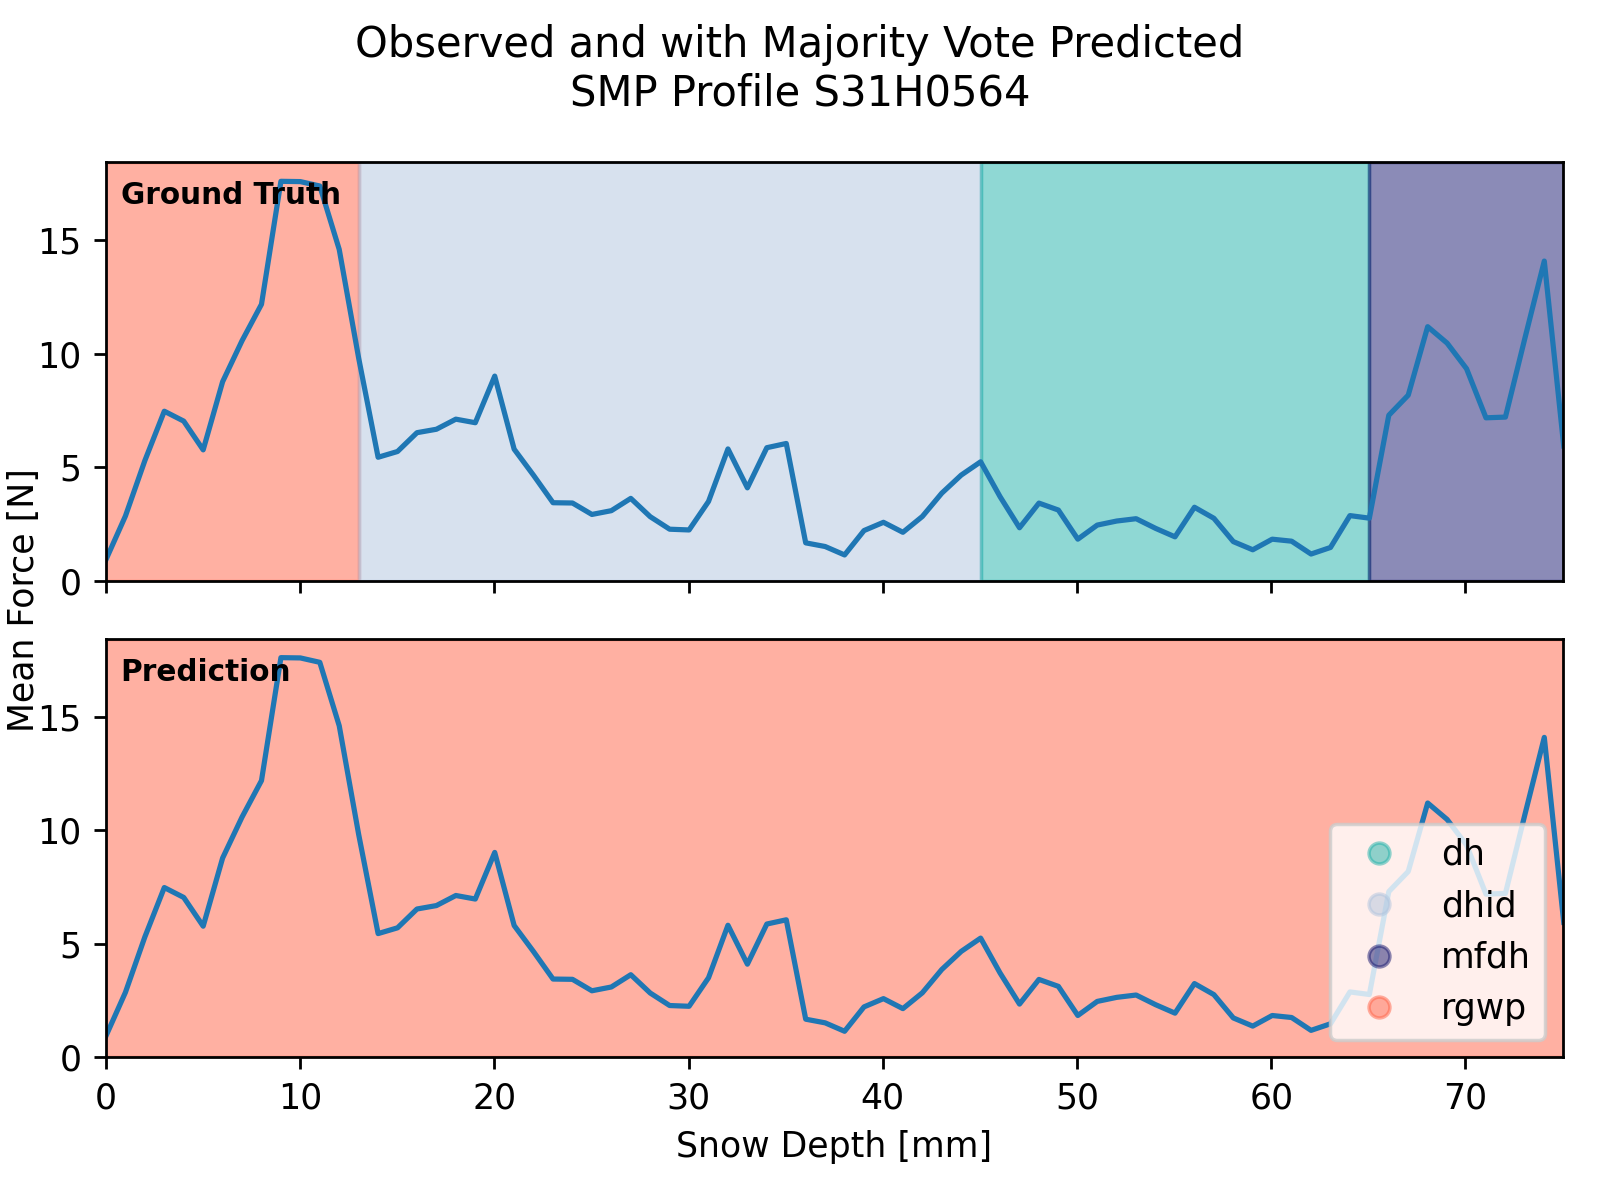 Observed and with Majority Vote Predicted
SMP Profile S31H0564
Mean Force [N]
Ground Truth
15
10
5
0
Prediction
15
10
5
0
dh
dhid
mfdh
rgwp
0 10 20 30 40 50 60 70
Snow Depth [mm]